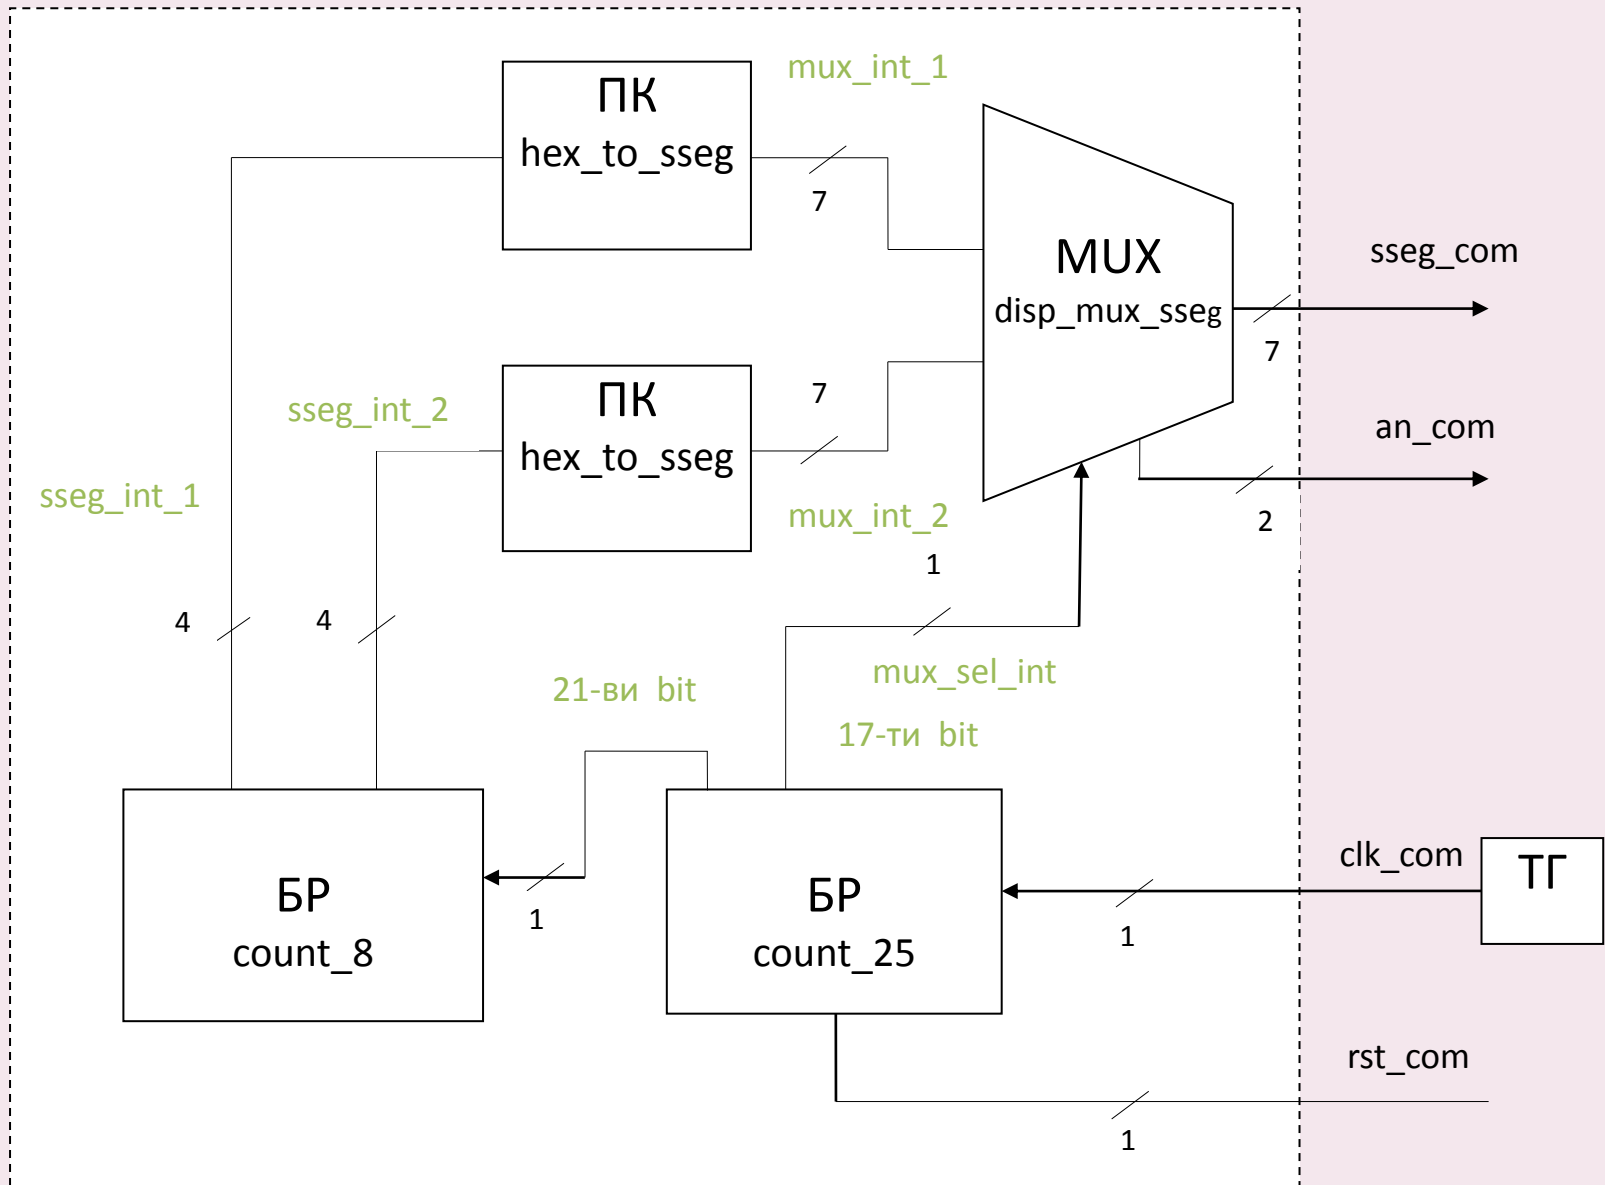 ПК
hex_to_sseg
mux_int_1
7
MUX
disp_mux_sseg
sseg_com
7
ПК
hex_to_sseg
sseg_int_2
7
an_com
2
sseg_int_1
mux_int_2
1
4
4
mux_sel_int
21-ви bit
17-ти bit
БР
count_8
1
БР
count_25
clk_com
ТГ
1
rst_com
1